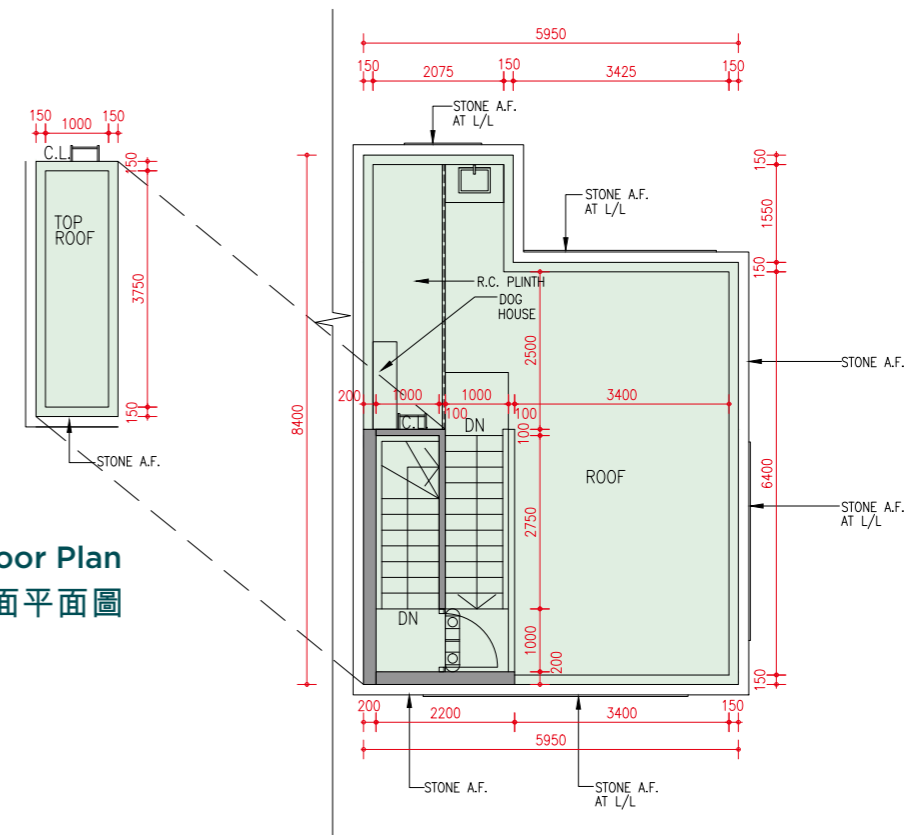 5950
150
2075
150
3425
150
STONE A.F.
AT L/L
150
1000
150
C.L.
150
TOP
ROOF
3750
150
STONE A.F.
STONE A.F.
AT L/L
150
1550
150
R.C. PLINTH
DOG
HOUSE
2500
STONE A.F.
8400
200
1000
1000
3400
100
100
C.L
DN
100
ROOF
6400
2750
STONE A.F.
AT L/L
oor Plan
面平面圖
DN
1000
200
150
200
2200
3400
150
5950
STONE A.F.
STONE A.F.
AT L/L